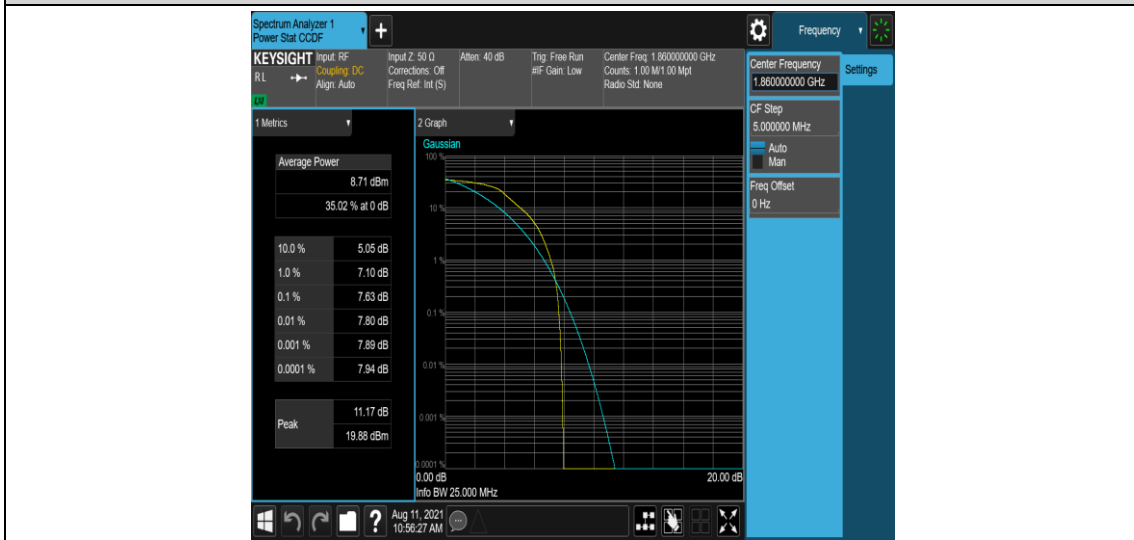 Spectrum Analyzer 1
Power Stat CCDF
+
Frequency
KEYSIGHT
RL
LXI
Input: RF
Coupling: DC
Align: Auto
Input Z: 50 Ω
Corrections: Off
Freq Ref: Int (S)
Atten: 40 dB
Trig: Free Run
#IF Gain: Low
Center Freq: 1.860000000 GHz
Counts: 1.00 M/1.00 Mpt
Radio Std: None
Center Frequency
1.860000000 GHz
Settings
CF Step
5.000000 MHz
Auto
Man
Freq Offset
0 Hz
1 Metrics
Average Power
8.71 dBm
35.02 % at 0 dB
10.0 % 5.05 dB
1.0 % 7.10 dB
0.1 % 7.63 dB
0.01 % 7.80 dB
0.001 % 7.89 dB
0.0001 % 7.94 dB
Peak
11.17 dB
19.88 dBm
2 Graph
Gaussian
100 %
10 %
1 %
0.1 %
0.01 %
0.001 %
0.0001 %
0.00 dB 20.00 dB
Info BW 25.000 MHz
?
Aug 11, 2021
10:56:27 AM